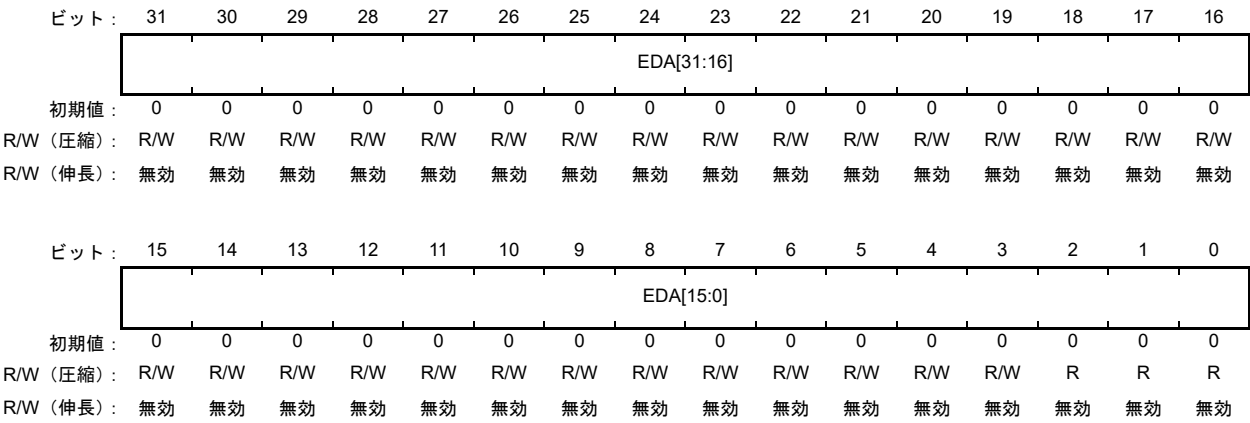 ビット： 31 30 29 28 27 26 25 24 23 22 21 20 19 18 17 16
EDA[31:16]
初期値： 0 0 0 0 0 0 0 0 0 0 0 0 0 0 0 0
R/W（圧縮）： R/W R/W R/W R/W R/W R/W R/W R/W R/W R/W R/W R/W R/W R/W R/W R/W
R/W（伸長）： 無効 無効 無効 無効 無効 無効 無効 無効 無効 無効 無効 無効 無効 無効 無効 無効
ビット： 15 14 13 12 11 10 9 8 7 6 5 4 3 2 1 0
EDA[15:0]
初期値： 0 0 0 0 0 0 0 0 0 0 0 0 0 0 0 0
R/W（圧縮）： R/W R/W R/W R/W R/W R/W R/W R/W R/W R/W R/W R/W R/W R R R
R/W（伸長）： 無効 無効 無効 無効 無効 無効 無効 無効 無効 無効 無効 無効 無効 無効 無効 無効